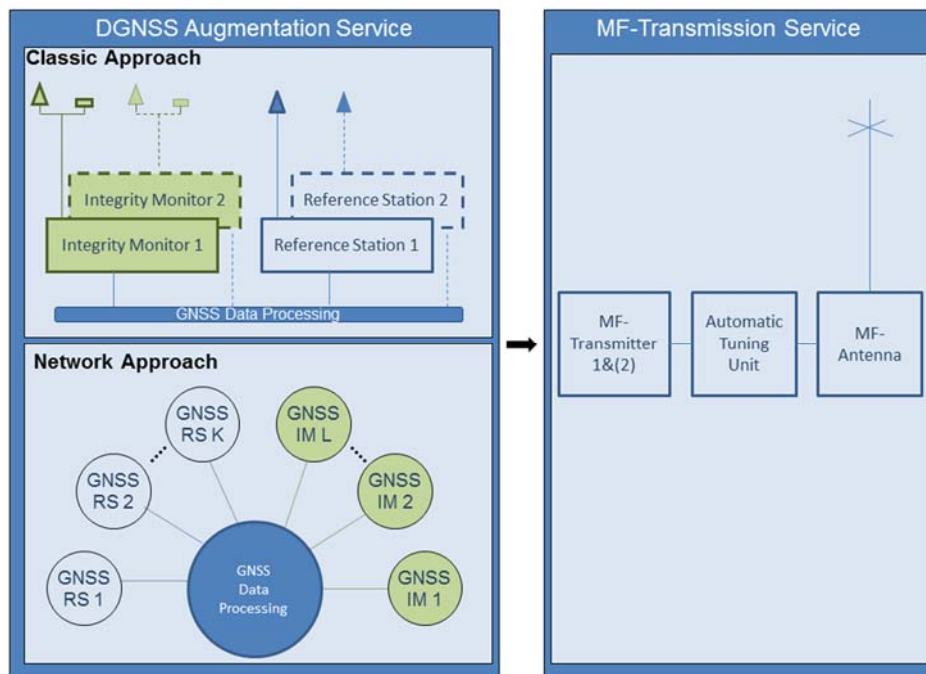 DGNSS Augmentation Service
Classic Approach
Integrity Monitor 2
Integrity Monitor 1
Reference Station 2
Reference Station 1
GNSS Data Processing
Network Approach
GNSS
RS K
GNSS
RS 2
GNSS
RS 1
GNSS
IM L
GNSS
IM 2
GNSS
IM 1
GNSS
Data
Processing
MF-Transmission Service
MF-
Transmitter
1&(2)
Automatic
Tuning
Unit
MF-
Antenna